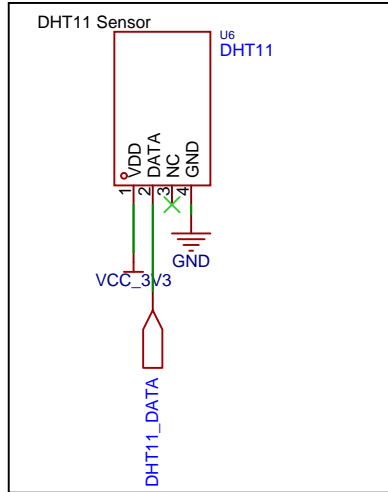 DHT11 Sensor
U6
DHT11
VDD
DATA
NC
GND
1
2
3
4
GND
VCC_3V3
DHT11_DATA